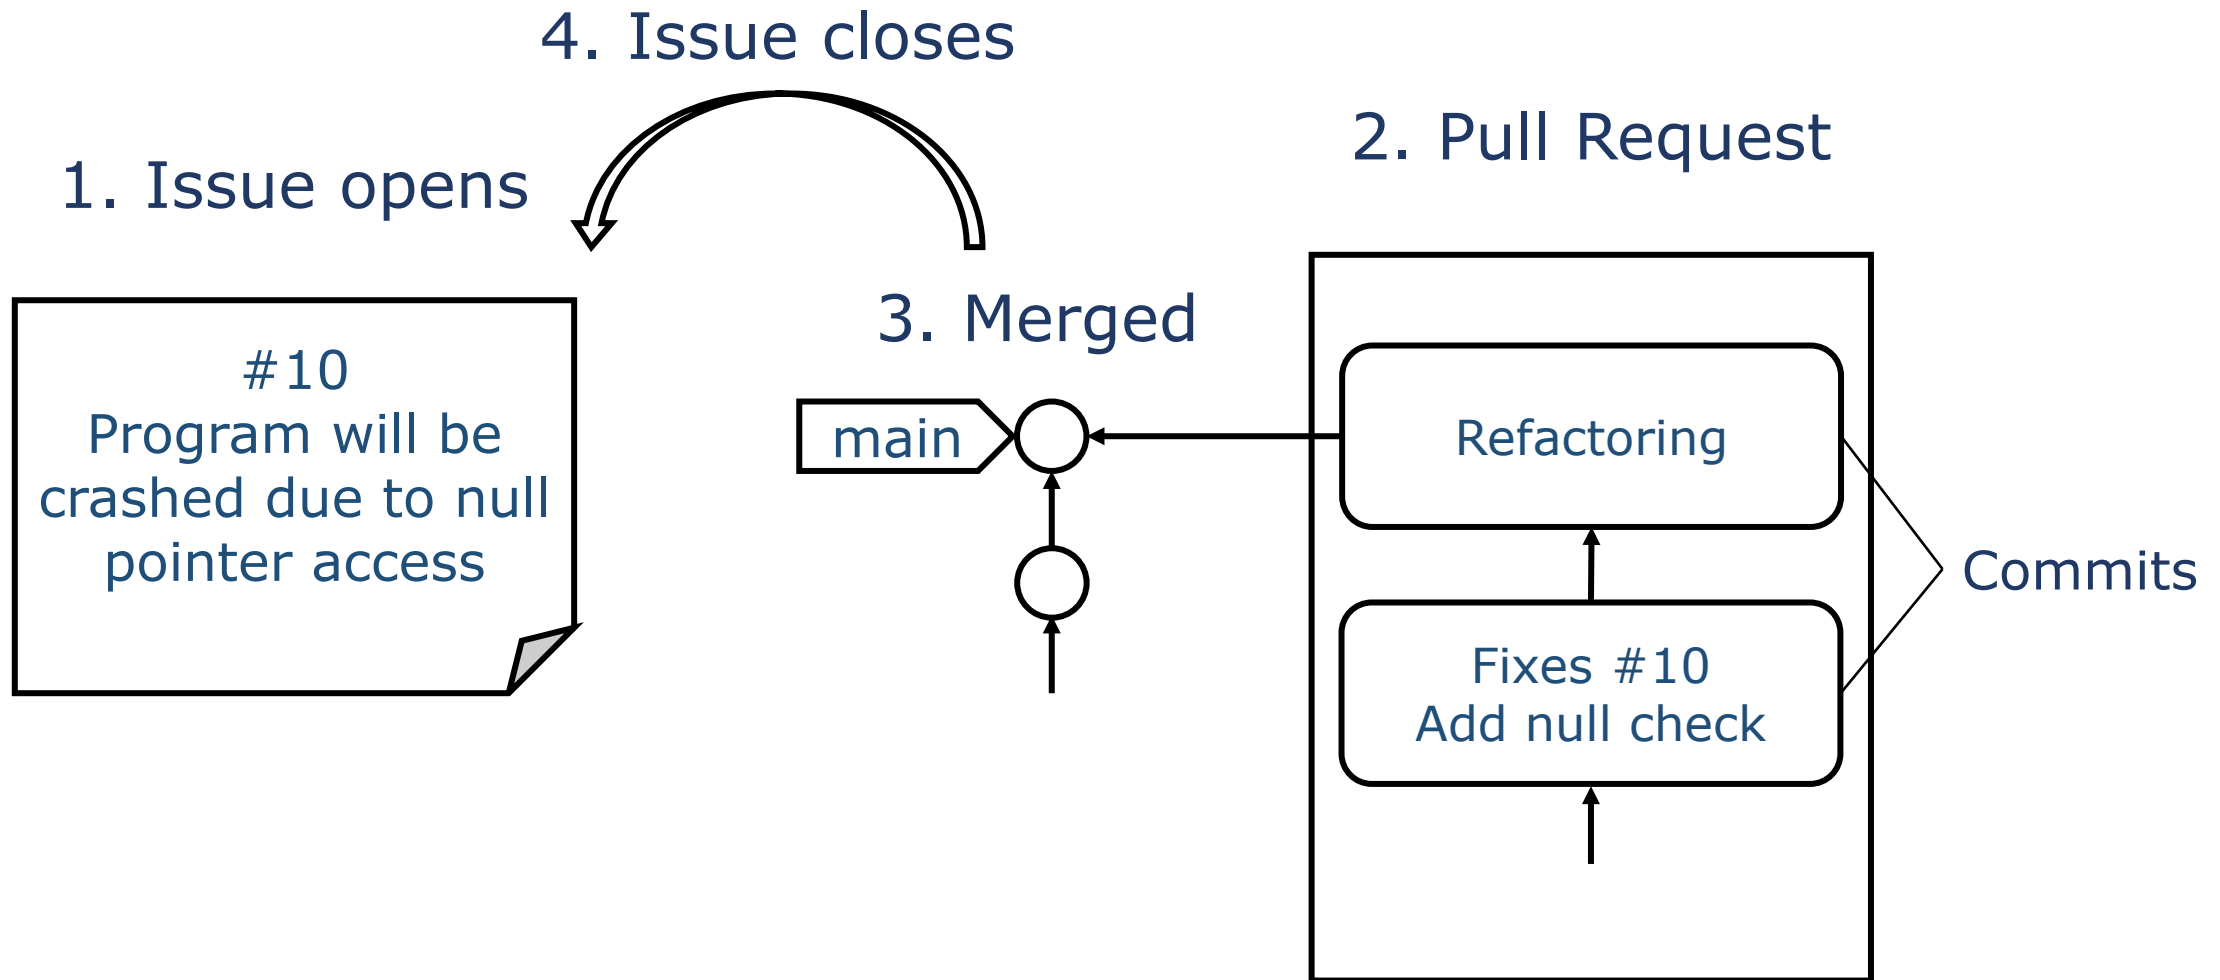 4. Issue closes
1. Issue opens
2. Pull Request
3. Merged
#10
Program will be
crashed due to null
pointer access
main
Refactoring
Fixes #10
Add null check
Commits